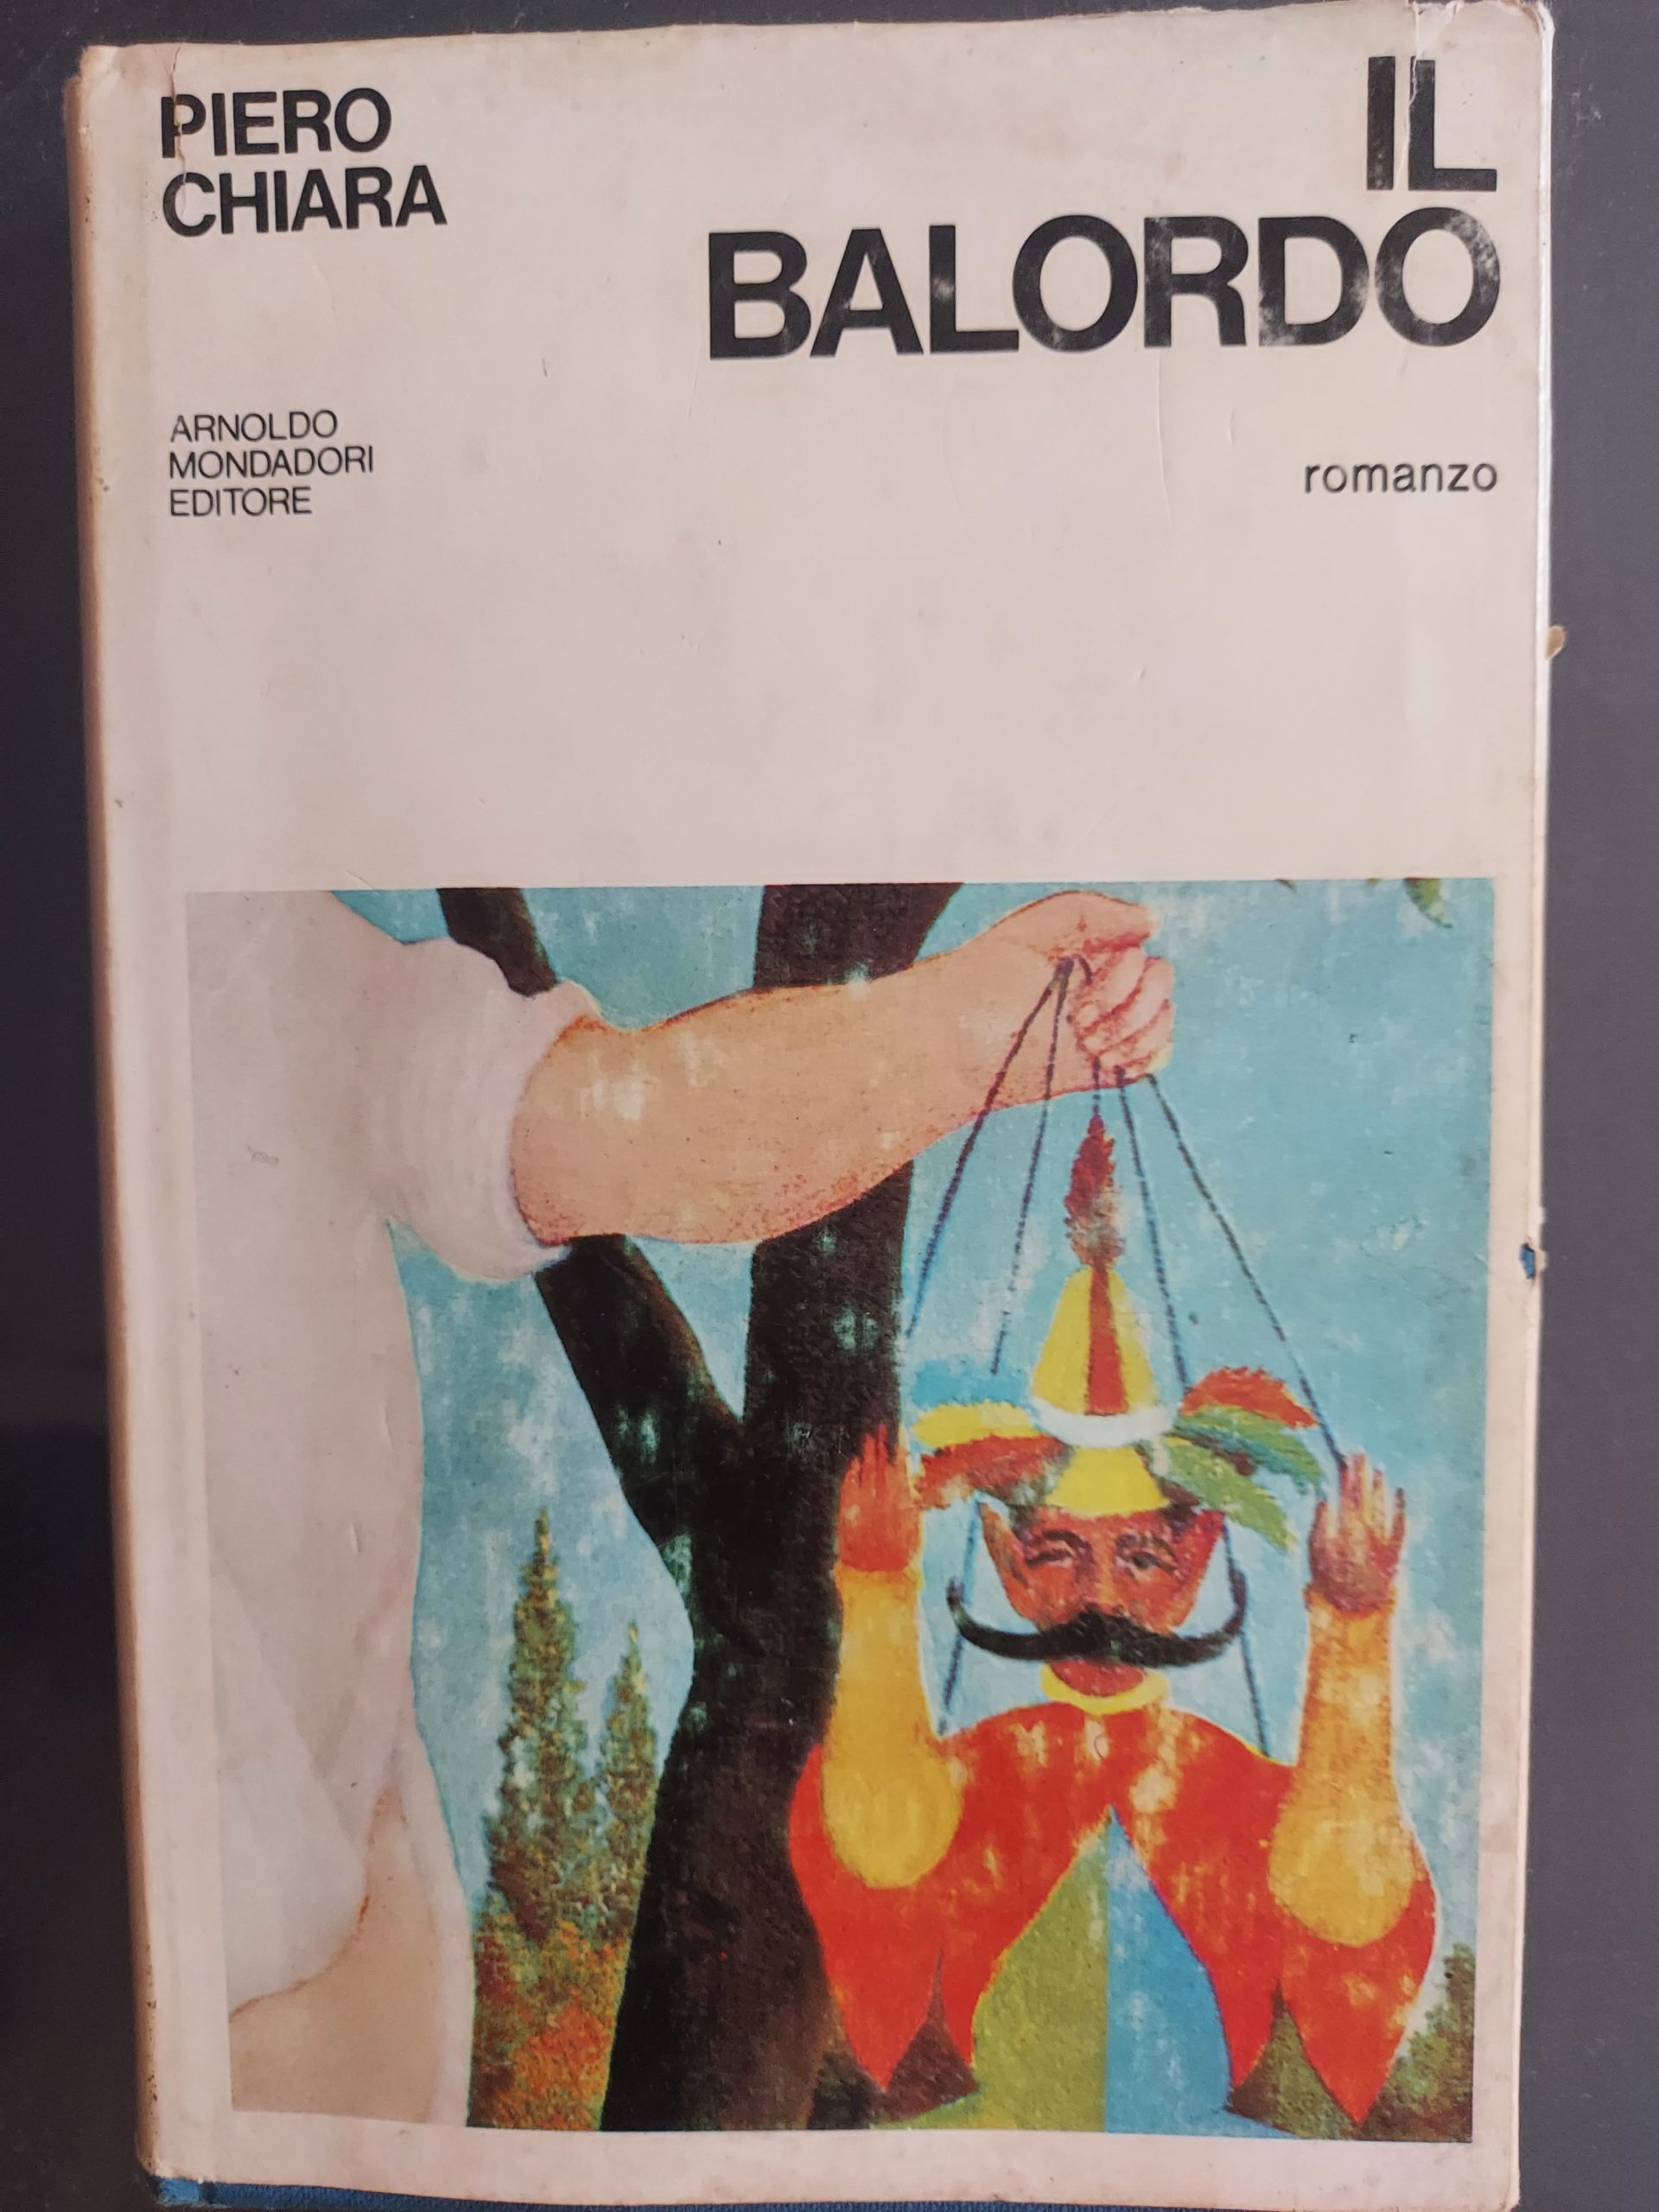 PIERO
CHIARA
IL
BALORDO
ARNOLDO
MONDADORI
EDITORE
romanzo